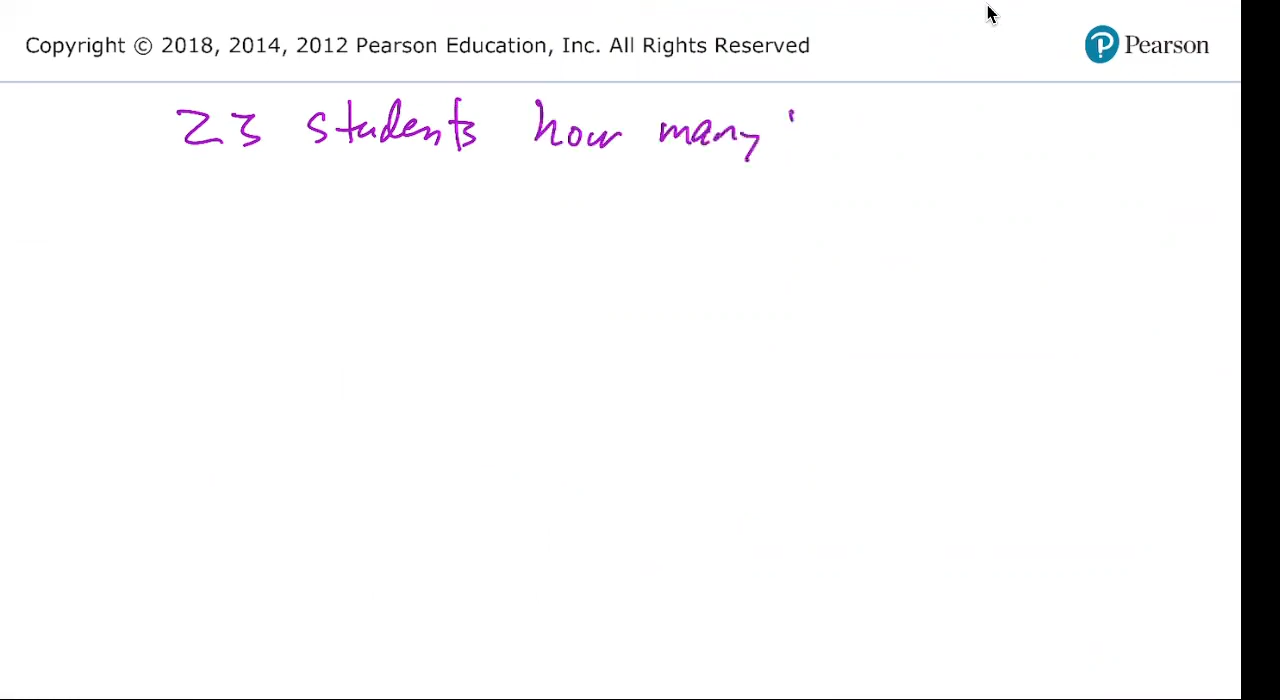 Copyright © 2018, 2014, 2012 Pearson Education, Inc. All Rights Reserved
Pearson
23 students how many